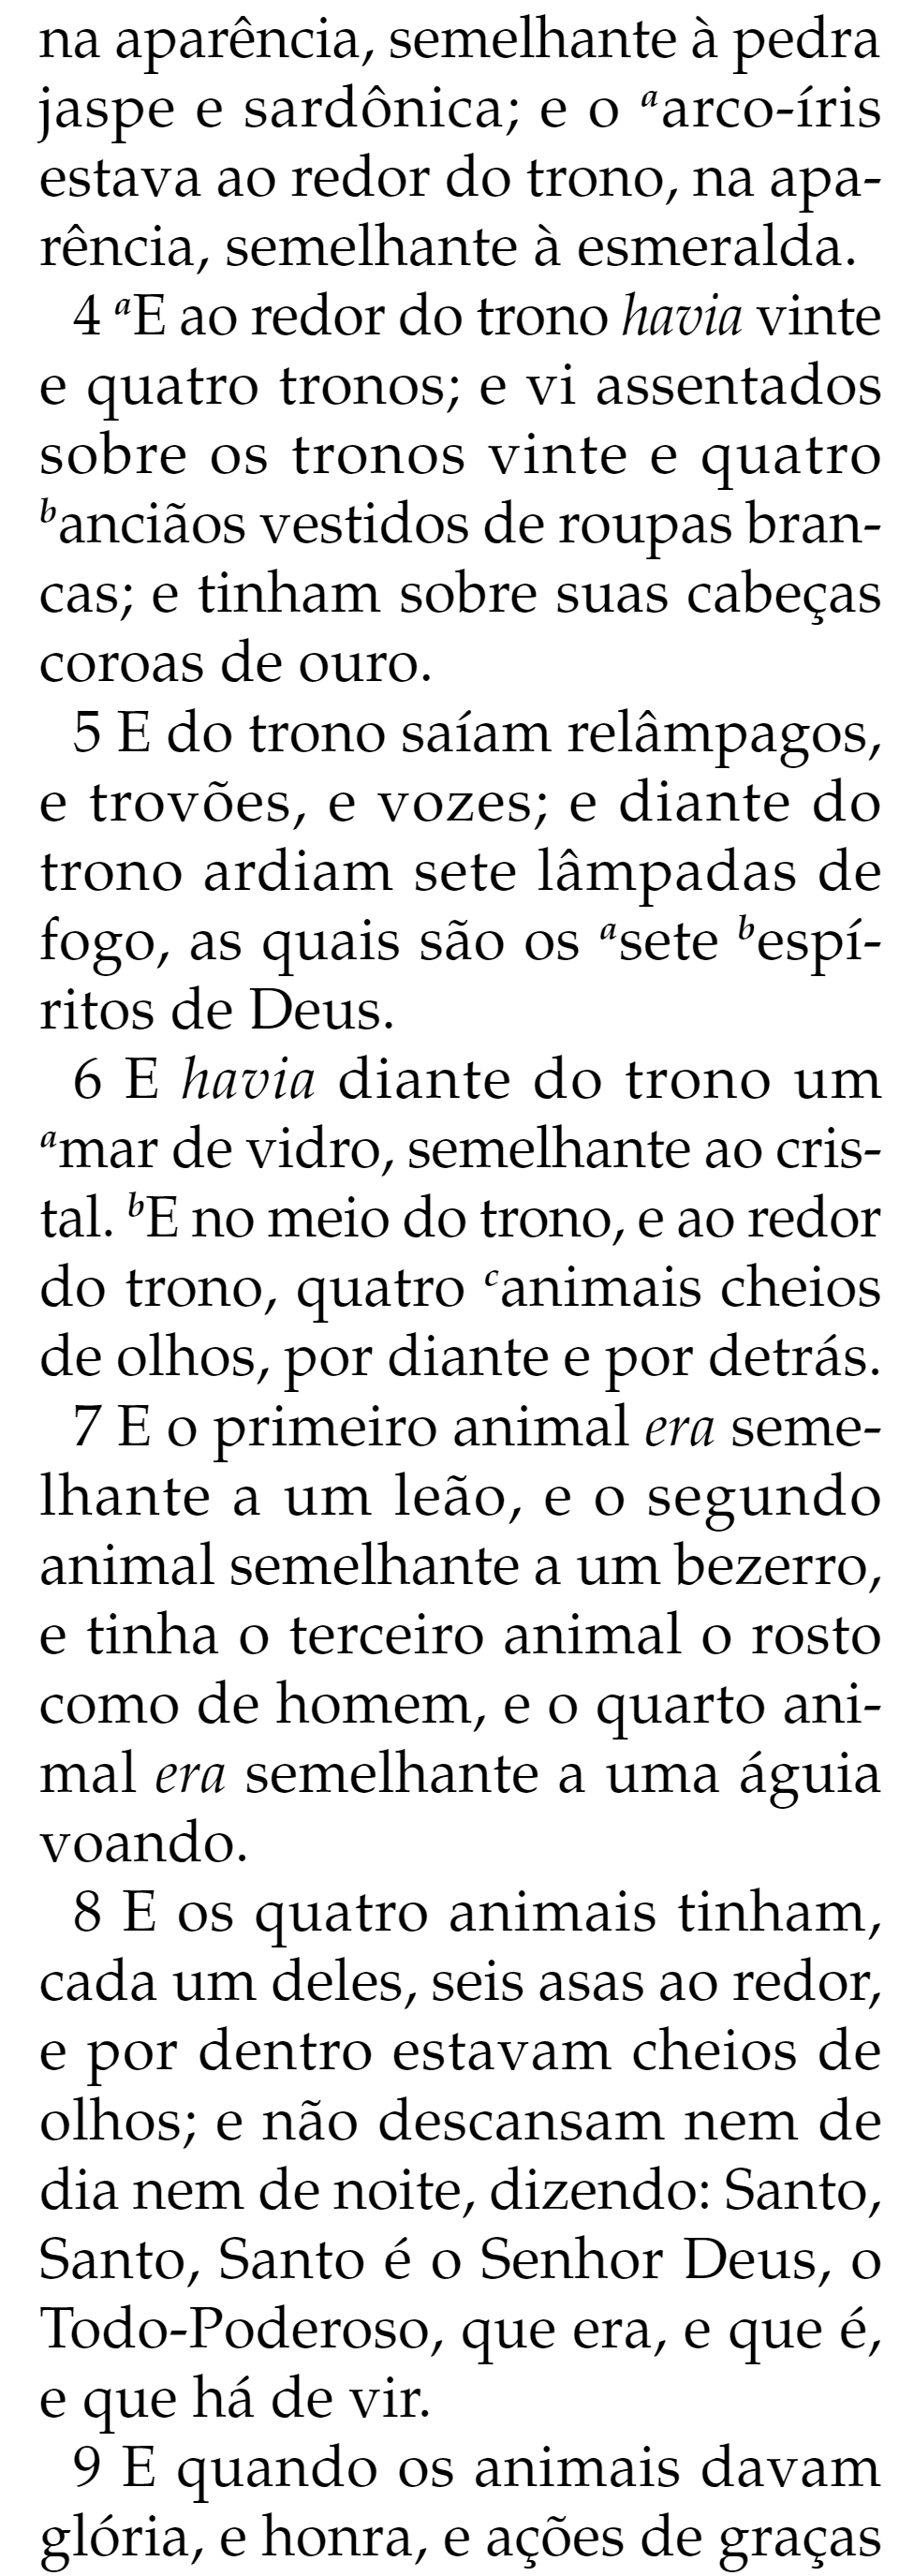 na aparência, semelhante à pedra
jaspe e sardônica; e o ᵃarco-íris
estava ao redor do trono, na apa-
rência, semelhante à esmeralda.
4 ᵃE ao redor do trono havia vinte
e quatro tronos; e vi assentados
sobre os tronos vinte e quatro
ᵇanciãos vestidos de roupas bran-
cas; e tinham sobre suas cabeças
coroas de ouro.
5 E do trono saíam relâmpagos,
e trovões, e vozes; e diante do
trono ardiam sete lâmpadas de
fogo, as quais são os ᵃsete ᵇespí-
ritos de Deus.
6 E havia diante do trono um
ᵃmar de vidro, semelhante ao cris-
tal. ᵇE no meio do trono, e ao redor
do trono, quatro ᶜanimais cheios
de olhos, por diante e por detrás.
7 E o primeiro animal era seme-
lhante a um leão, e o segundo
animal semelhante a um bezerro,
e tinha o terceiro animal o rosto
como de homem, e o quarto ani-
mal era semelhante a uma águia
voando.
8 E os quatro animais tinham,
cada um deles, seis asas ao redor,
e por dentro estavam cheios de
olhos; e não descansam nem de
dia nem de noite, dizendo: Santo,
Santo, Santo é o Senhor Deus, o
Todo-Poderoso, que era, e que é,
e que há de vir.
9 E quando os animais davam
glória, e honra, e ações de graças